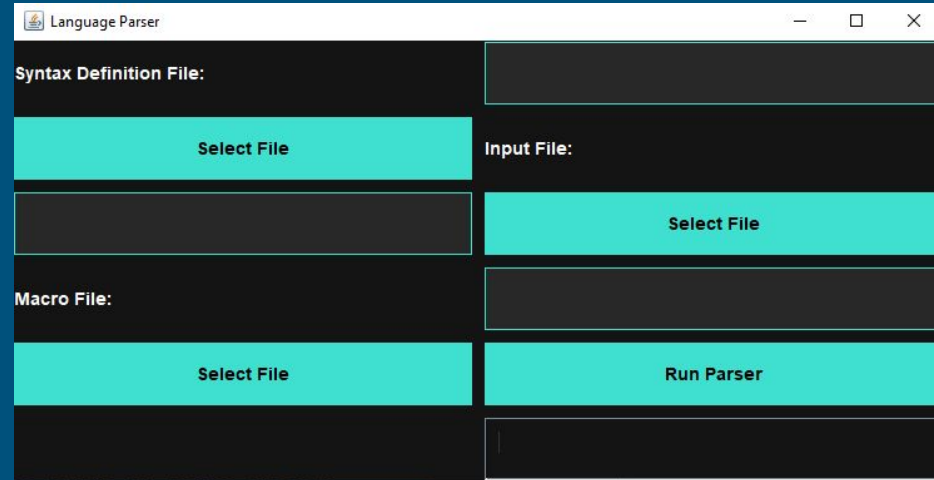 Language Parser
Syntax Definition File:
Select File
Input File:
Select File
Macro File:
Select File
Run Parser